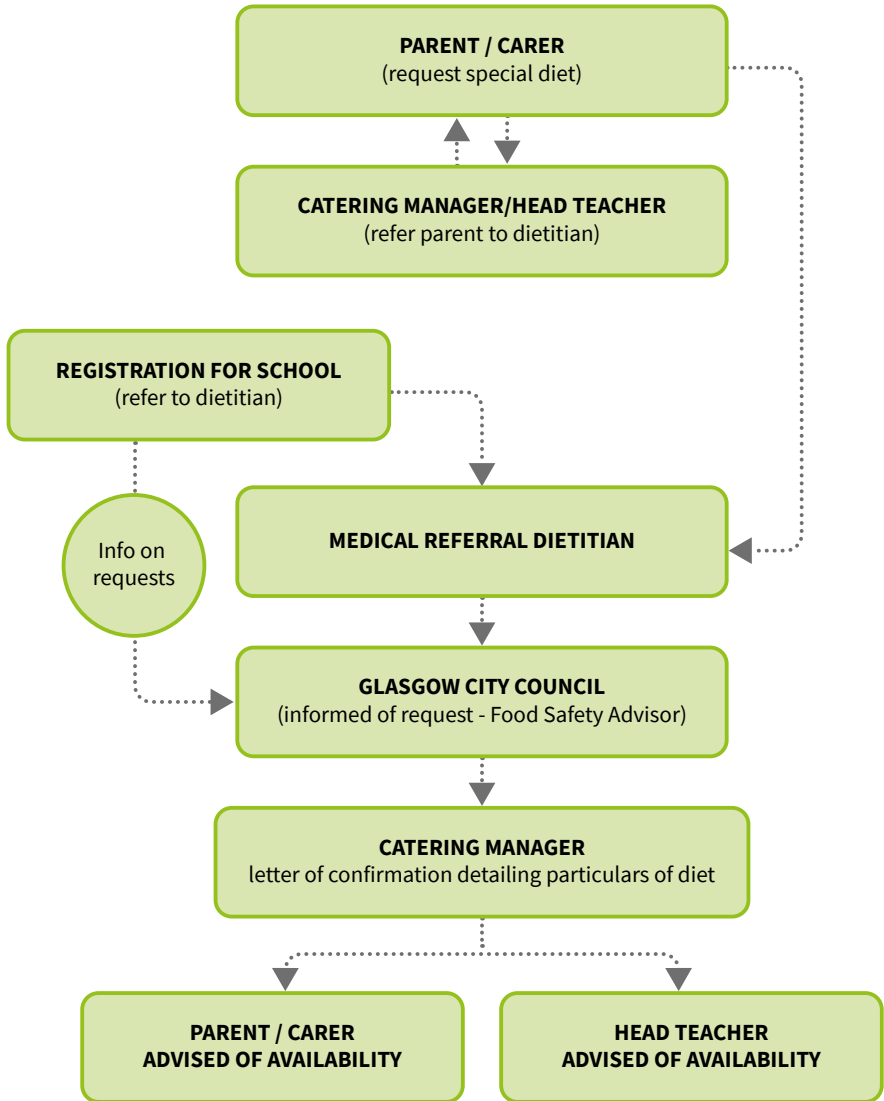 PARENT / CARER
(request special diet)
CATERING MANAGER/HEAD TEACHER
(refer parent to dietitian)
REGISTRATION FOR SCHOOL
(refer to dietitian)
Info on
requests
MEDICAL REFERRAL DIETITIAN
GLASGOW CITY COUNCIL
(informed of request - Food Safety Advisor)
CATERING MANAGER
letter of confirmation detailing particulars of diet
PARENT / CARER
ADVISED OF AVAILABILITY
HEAD TEACHER
ADVISED OF AVAILABILITY